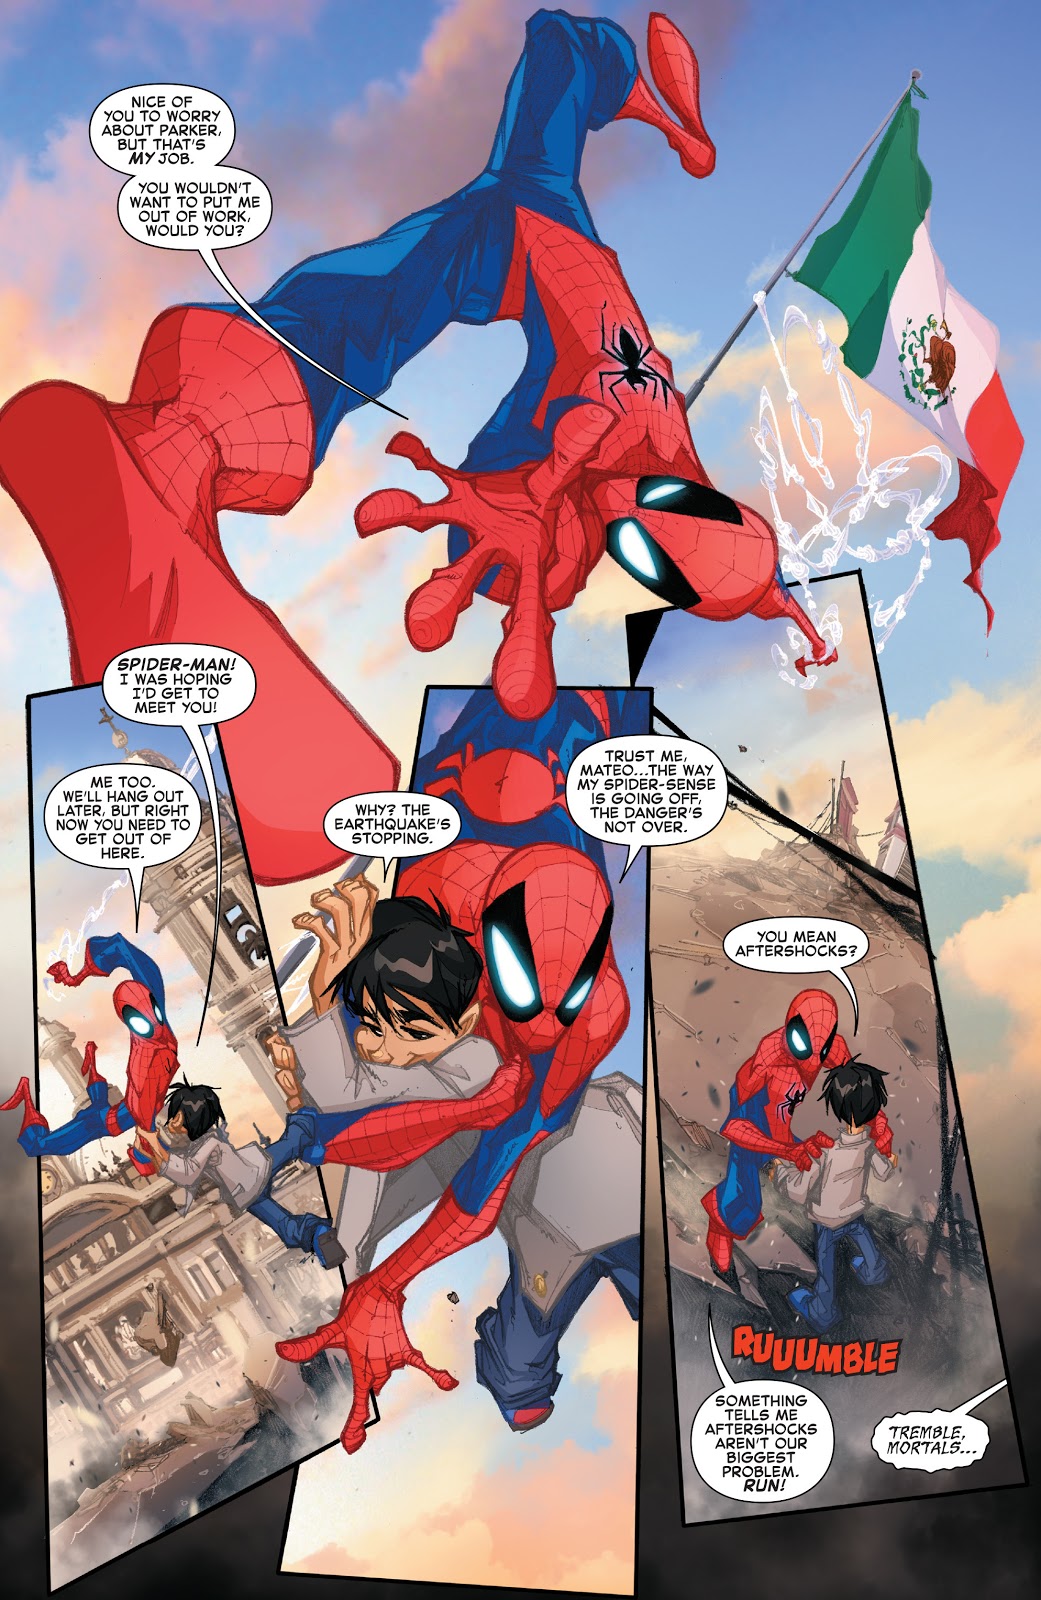 NICE OF
YOU TO WORRY
ABOUT PARKER,
BUT THAT'S
MY JOB.
YOU WOULDN'T
WANT TO PUT ME
OUT OF WORK,
WOULD YOU?
SPIDER-MAN!
I WAS HOPING
I'D GET TO
MEET YOU!
ME TOO.
WE'LL HANG OUT
LATER, BUT RIGHT
NOW YOU NEED TO
GET OUT OF
HERE.
WHY? THE
EARTHQUAKE'S
STOPPING.
TRUST ME,
MATEO...THE WAY
MY SPIDER-SENSE
IS GOING OFF,
THE DANGER'S
NOT OVER.
YOU MEAN
AFTERSHOCKS?
RUUUMBLE
SOMETHING
TELLS ME
AFTERSHOCKS
AREN'T OUR
BIGGEST
PROBLEM.
RUN!
TREMBLE,
MORTALS...